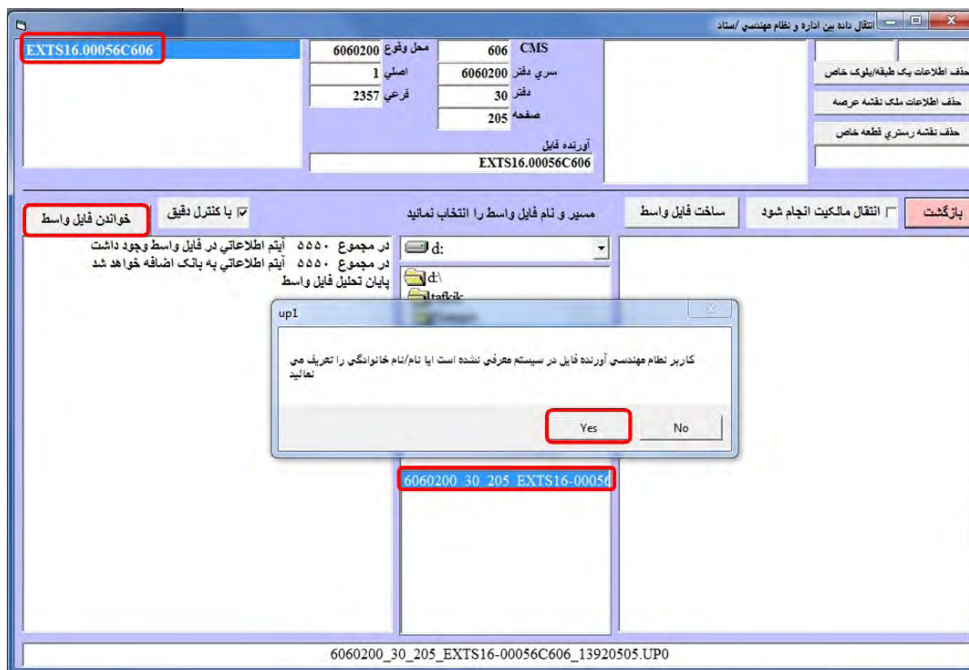 انتقال داده بین اداره و نظام مهندسی /ستاد
EXTS16.00056C606
محل وقوع 6060200
CMS 606
اصلي 1
سري دفتر 6060200
فرعي 2357
دفتر 30
صفحه 205
آورنده فایل
EXTS16.00056C606
حذف اطلاعات یک طبقه/بلوک خاص
حذف اطلاعات ملک نقشه عرصه
حذف نقشه رستري قطعه خاص
بازگشت
انتقال مالکیت انجام شود
ساخت فایل واسط
مسیر و نام فایل واسط را انتخاب نمائید
با کنترل دقیق
خواندن فایل واسط
در مجموع ۵۵۵۰ آیتم اطلاعاتي در فایل واسط وجود داشت
در مجموع ۵۵۵۰ آیتم اطلاعاتي به بانک اضافه خواهد شد
پایان تحلیل فایل واسط
d:
d:\
tafkik
up1
کاربر نظام مهندسي آورنده فایل در سیستم معرفي نشده است ایا نام/نام خانوادگي را تعریف مي
نمائید
Yes
No
6060200_30_205_EXTS16-00056
6060200_30_205_EXTS16-00056C606_13920505.UP0